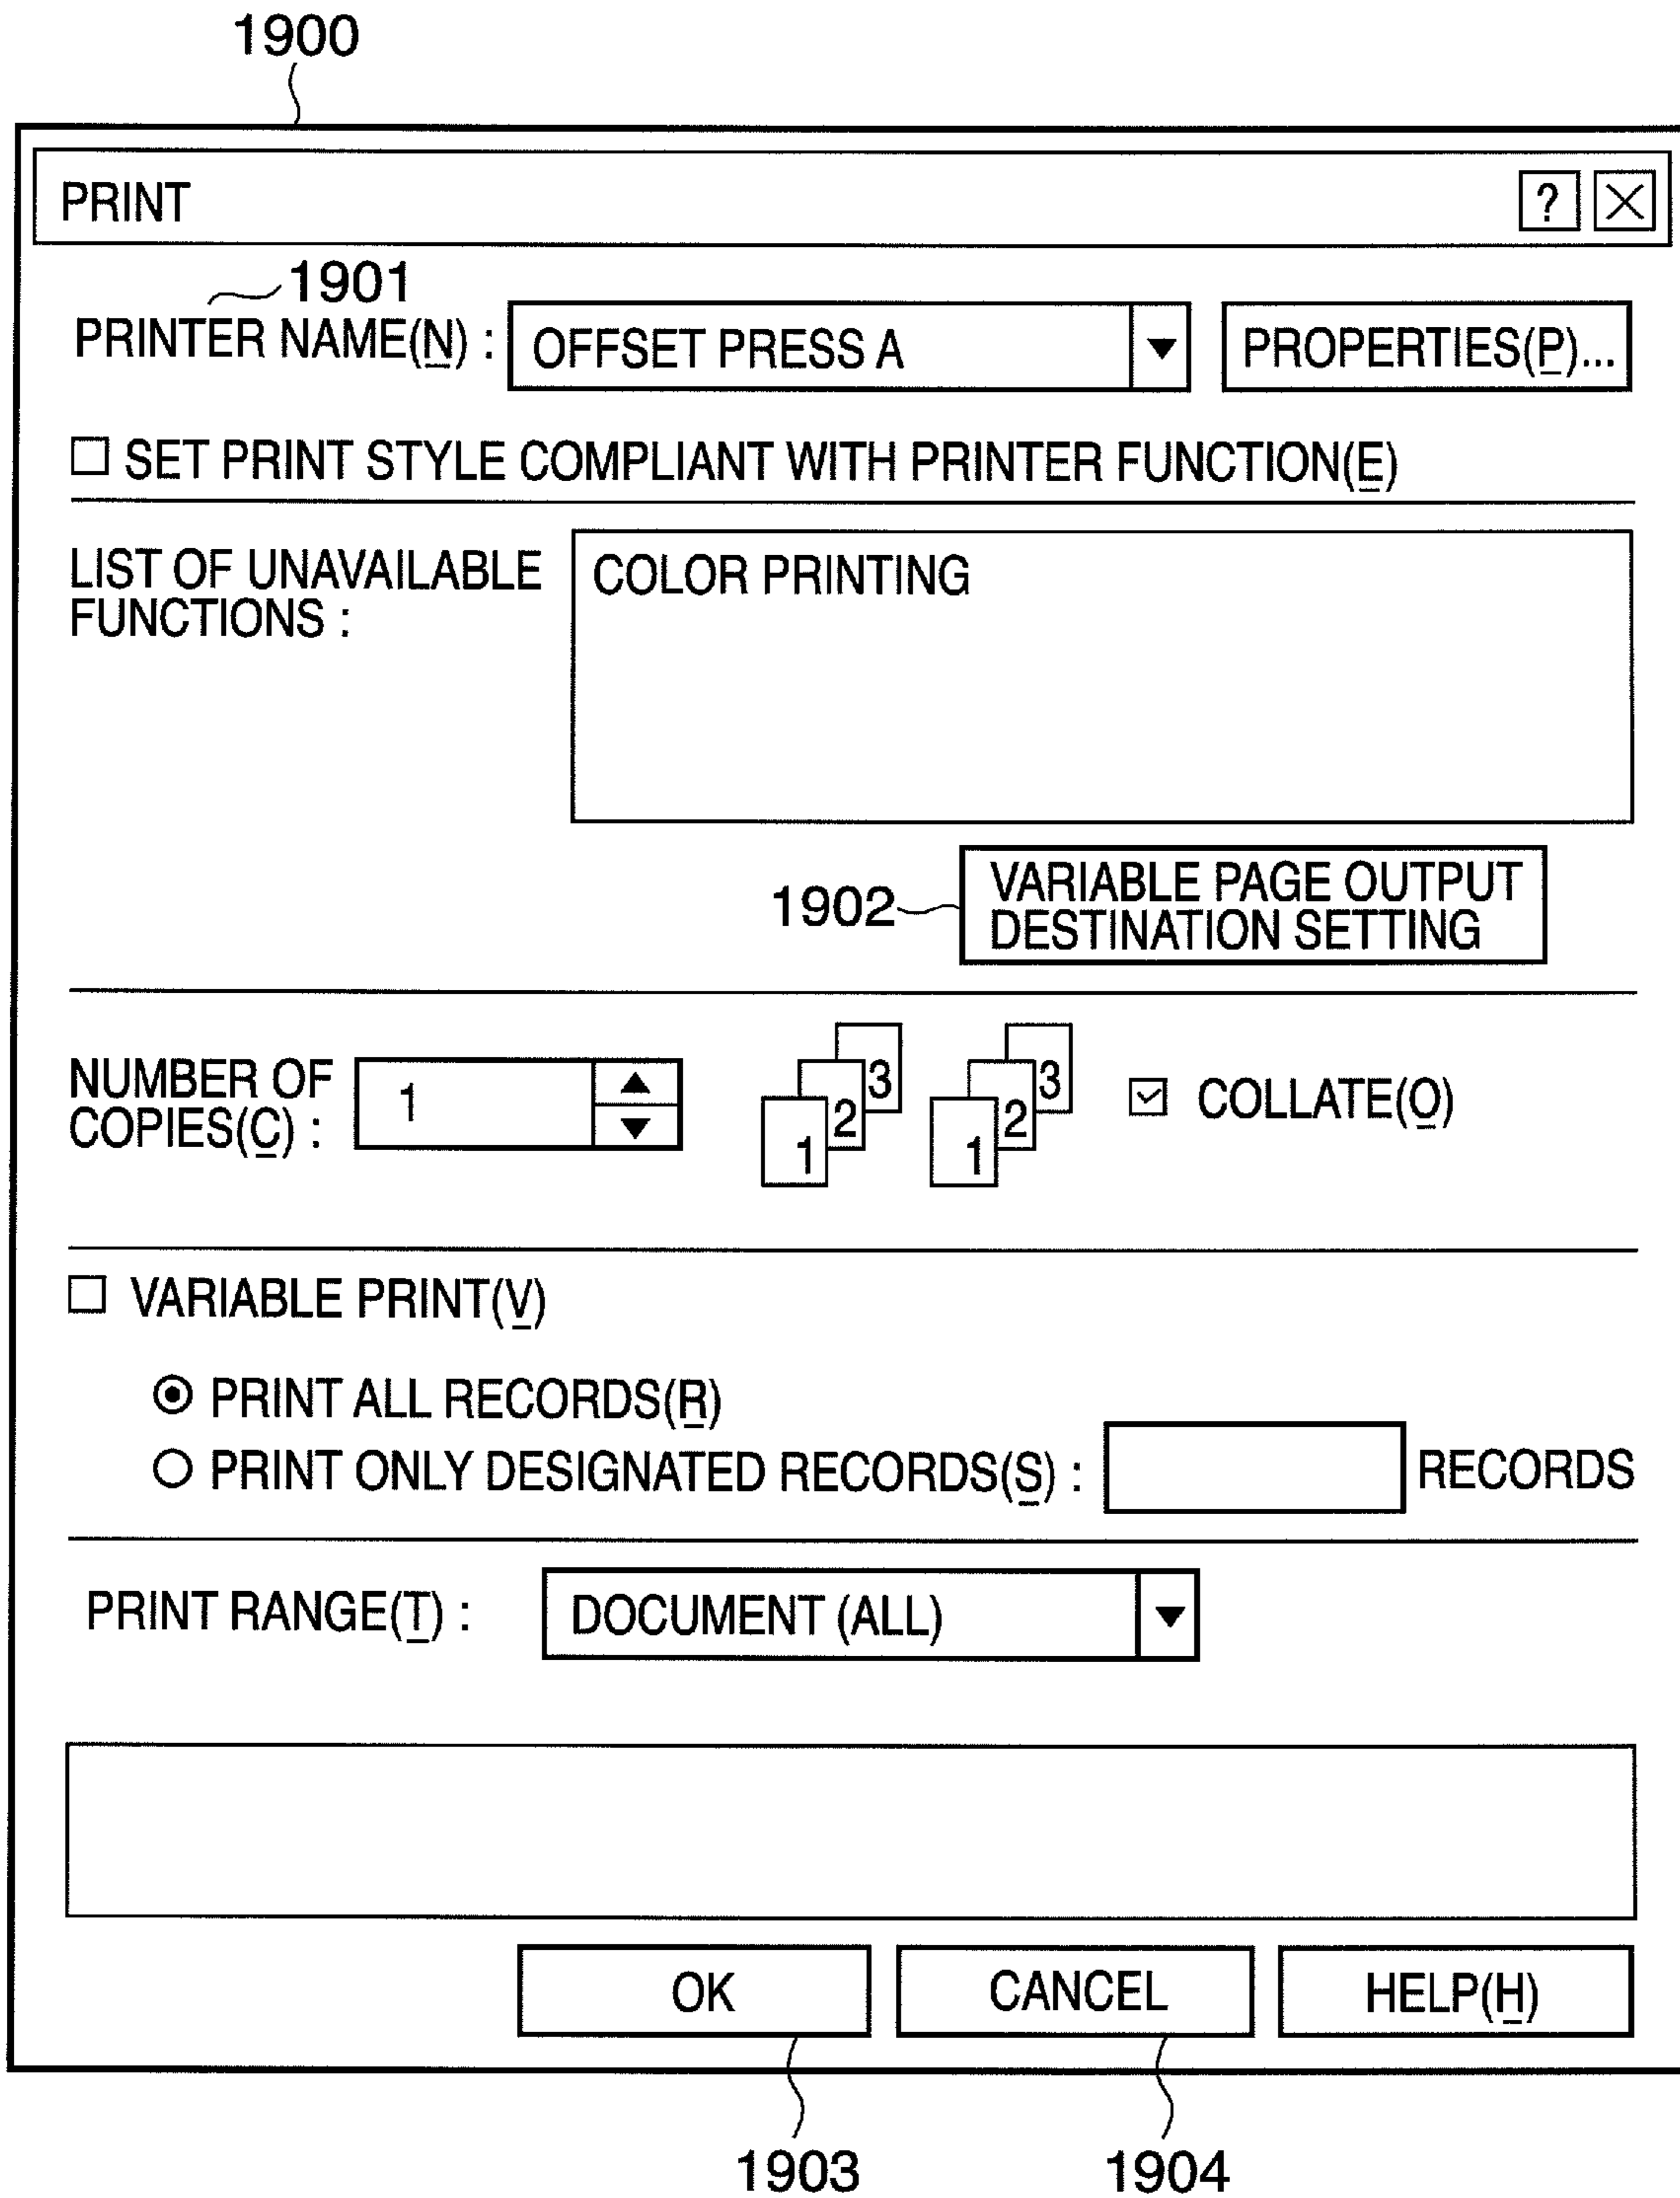 1900
PRINT ?
1901
PRINTER NAME(N) : OFFSET PRESS A PROPERTIES(P)...
SET PRINT STYLE COMPLIANT WITH PRINTER FUNCTION(E)
LIST OF UNAVAILABLE
FUNCTIONS :
COLOR PRINTING
1902
VARIABLE PAGE OUTPUT
DESTINATION SETTING
NUMBER OF
COPIES(C) :
1
1 2 3
1 2 3
COLLATE(O)
VARIABLE PRINT(V)
PRINT ALL RECORDS(R)
PRINT ONLY DESIGNATED RECORDS(S) : RECORDS
PRINT RANGE(T) : DOCUMENT (ALL)
OK CANCEL HELP(H)
1903 1904